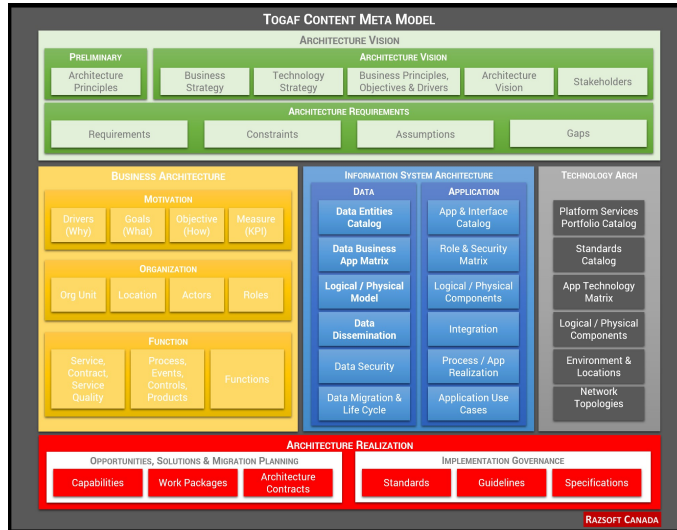 TOGAF CONTENT META MODEL
ARCHITECTURE VISION
PRELIMINARY
Architecture
Principles
ARCHITECTURE VISION
Business
Strategy
Technology
Strategy
Business Principles,
Objectives & Drivers
Architecture
Vision
Stakeholders
ARCHITECTURE REQUIREMENTS
Requirements
Constraints
Assumptions
Gaps
BUSINESS ARCHITECTURE
MOTIVATION
Drivers
(Why)
Goals
(What)
Objective
(How)
Measure
(KPI)
ORGANIZATION
Org Unit
Location
Actors
Roles
FUNCTION
Service,
Contract,
Service
Quality
Process,
Events,
Controls,
Products
Functions
INFORMATION SYSTEM ARCHITECTURE
DATA
Data Entities
Catalog
Data Business
App Matrix
Logical / Physical
Model
Data
Dissemination
Data Security
Data Migration &
Life Cycle
APPLICATION
App & Interface
Catalog
Role & Security
Matrix
Logical / Physical
Components
Integration
Process / App
Realization
Application Use
Cases
TECHNOLOGY ARCH
Platform Services
Portfolio Catalog
Standards
Catalog
App Technology
Matrix
Logical / Physical
Components
Environment &
Locations
Network
Topologies
ARCHITECTURE REALIZATION
OPPORTUNITIES, SOLUTIONS & MIGRATION PLANNING
Capabilities
Work Packages
Architecture
Contracts
IMPLEMENTATION GOVERNANCE
Standards
Guidelines
Specifications
RAZSOFT CANADA